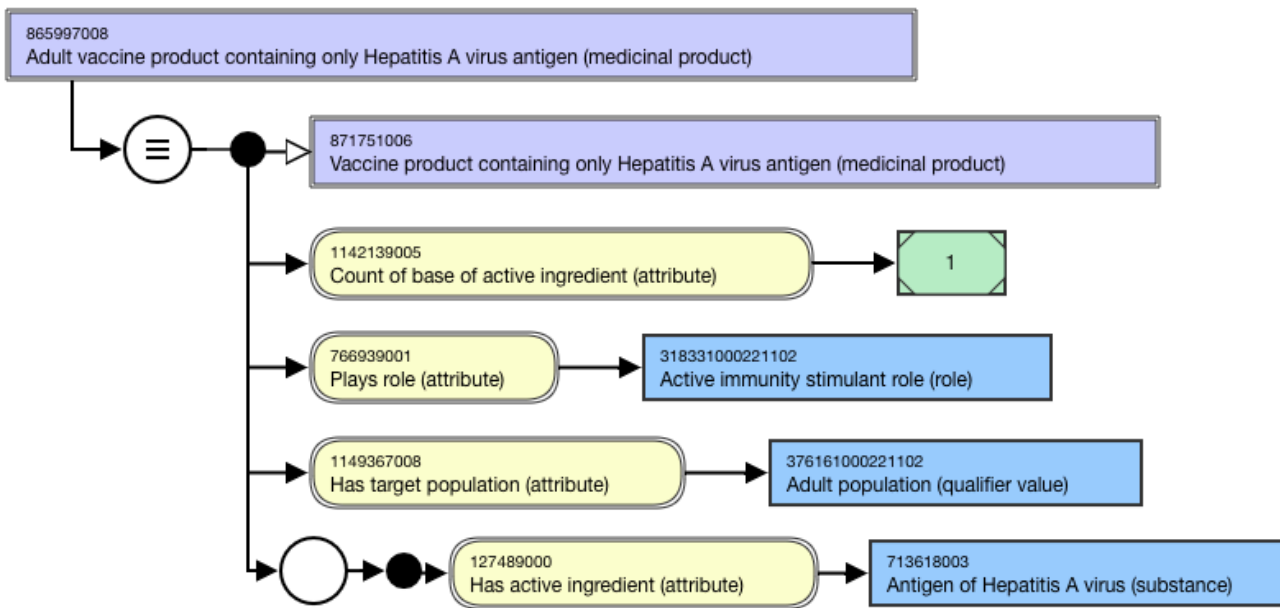 865997008
Adult vaccine product containing only Hepatitis A virus antigen (medicinal product)
871751006
Vaccine product containing only Hepatitis A virus antigen (medicinal product)
1142139005
Count of base of active ingredient (attribute)
1
766939001
Plays role (attribute)
318331000221102
Active immunity stimulant role (role)
1149367008
Has target population (attribute)
376161000221102
Adult population (qualifier value)
127489000
Has active ingredient (attribute)
713618003
Antigen of Hepatitis A virus (substance)